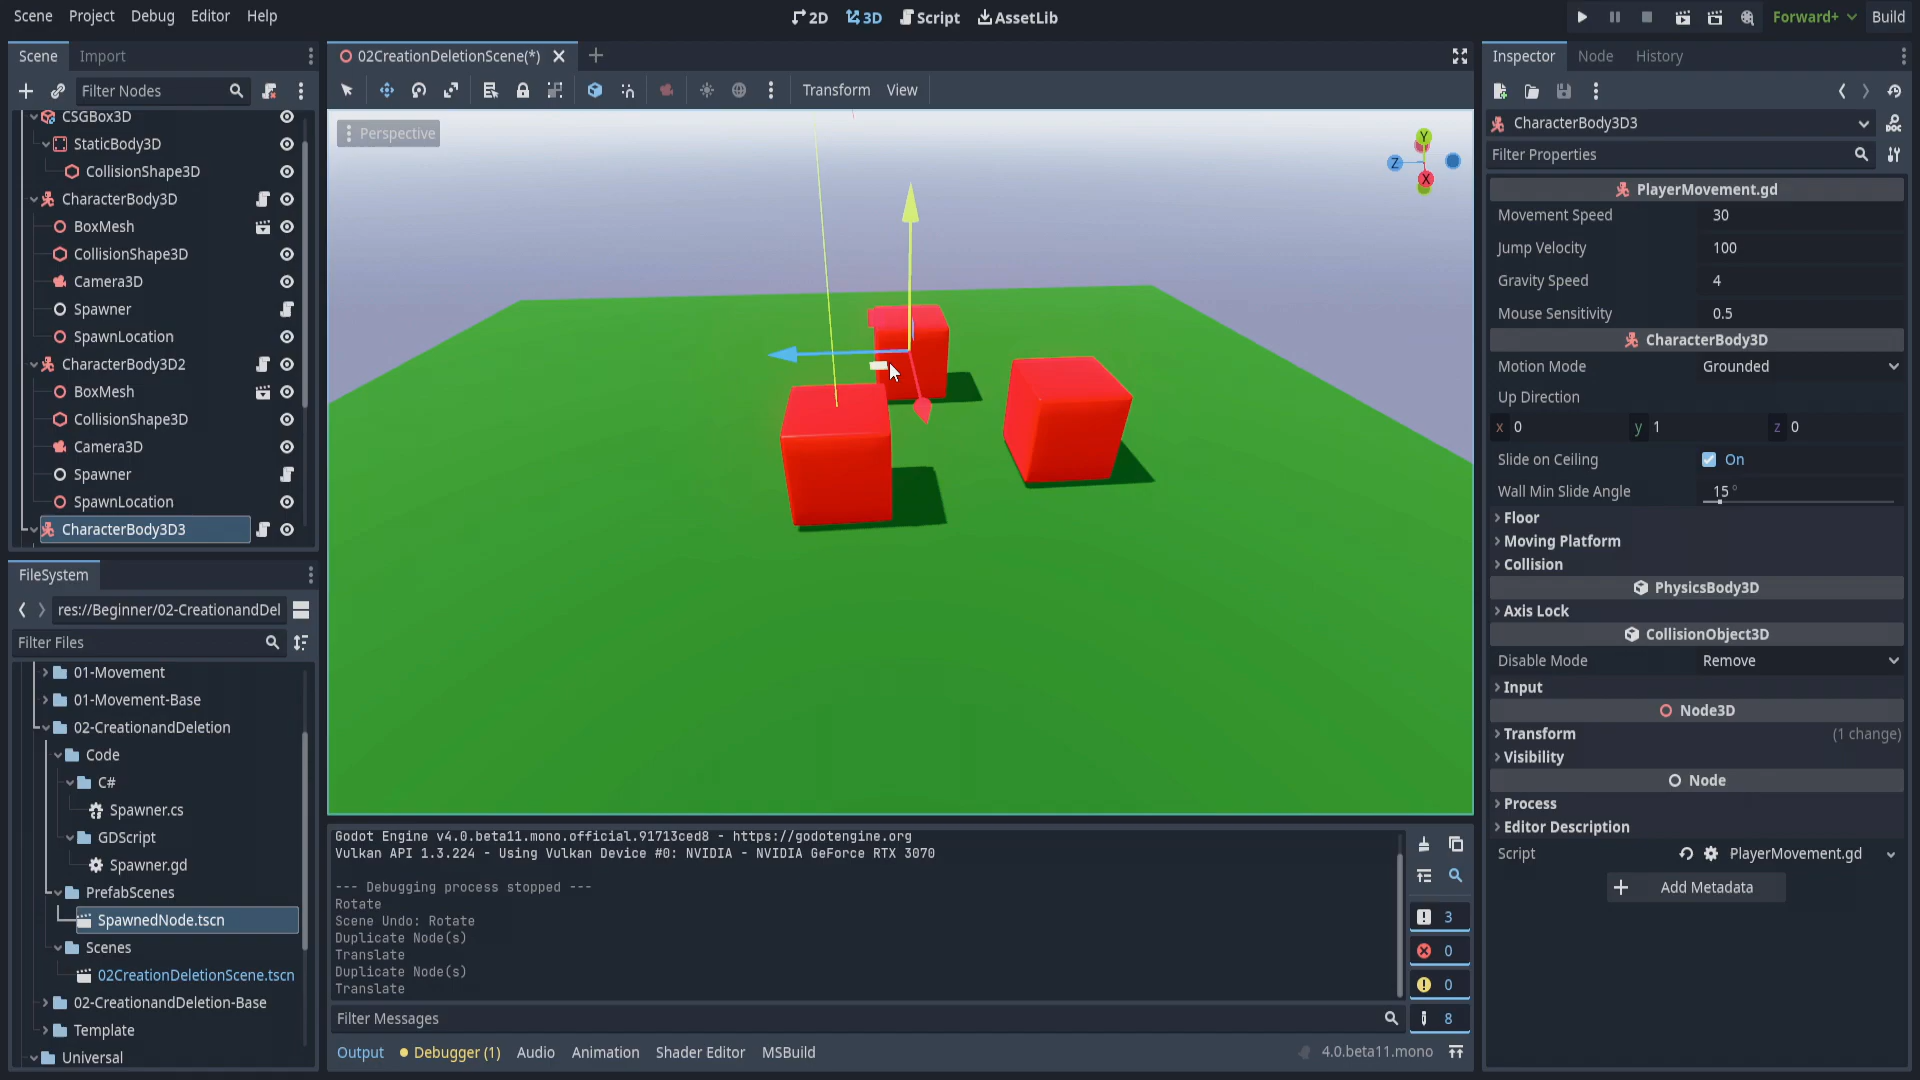 Scene Project Debug Editor Help
2D 3D Script AssetLib
Forward+ Build
Scene Import
Filter Nodes
CSGBox3D
StaticBody3D
CollisionShape3D
CharacterBody3D
BoxMesh
CollisionShape3D
Camera3D
Spawner
SpawnLocation
CharacterBody3D2
BoxMesh
CollisionShape3D
Camera3D
Spawner
SpawnLocation
CharacterBody3D3
FileSystem
res://Beginner/02-CreationandDel
Filter Files
01-Movement
01-Movement-Base
02-CreationandDeletion
Code
C#
Spawner.cs
GDScript
Spawner.gd
PrefabScenes
SpawnedNode.tscn
Scenes
02CreationDeletionScene.tscn
02-CreationandDeletion-Base
Template
Universal
02CreationDeletionScene(*)
Transform View
Perspective
Y
Z
X
Godot Engine v4.0.beta11.mono.official.91713ced8 - https://godotengine.org
Vulkan API 1.3.224 - Using Vulkan Device #0: NVIDIA - NVIDIA GeForce RTX 3070
--- Debugging process stopped ---
Rotate
Scene Undo: Rotate
Duplicate Node(s)
Translate
Duplicate Node(s)
Translate
3
0
0
8
Filter Messages
Output Debugger (1) Audio Animation Shader Editor MSBuild
4.0.beta11.mono
Inspector Node History
CharacterBody3D3
Filter Properties
PlayerMovement.gd
Movement Speed 30
Jump Velocity 100
Gravity Speed 4
Mouse Sensitivity 0.5
CharacterBody3D
Motion Mode Grounded
Up Direction
x 0 y 1 z 0
Slide on Ceiling On
Wall Min Slide Angle 15 °
Floor
Moving Platform
Collision
PhysicsBody3D
Axis Lock
CollisionObject3D
Disable Mode Remove
Input
Node3D
Transform (1 change)
Visibility
Node
Process
Editor Description
Script PlayerMovement.gd
Add Metadata